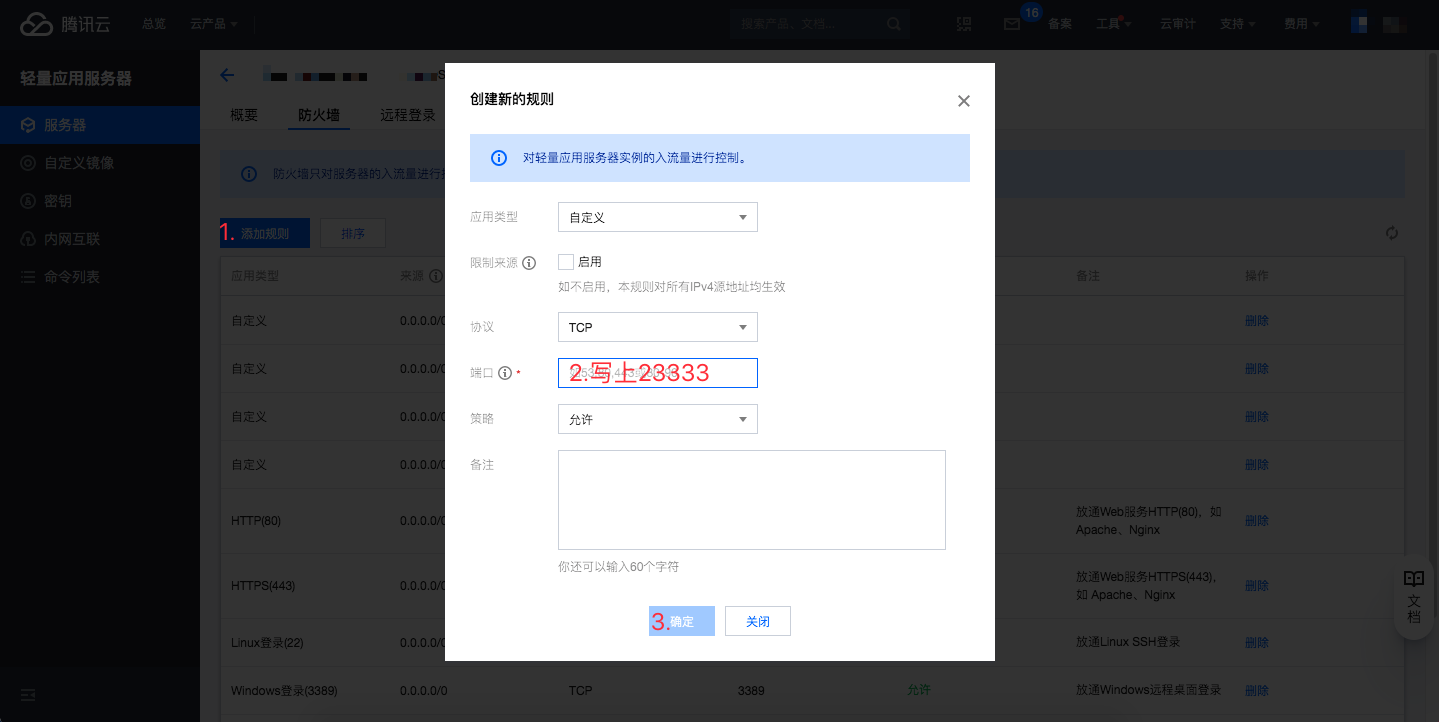 腾讯云 总览 云产品 搜索产品、文档... 16 备案 工具 云审计 支持 费用
轻量应用服务器
服务器
自定义镜像
密钥
内网互联
命令列表
概要 防火墙 远程登录
防火墙只对服务器的入流量进行
1. 添加规则 排序
应用类型 来源 备注 操作
自定义 0.0.0.0/0 删除
自定义 0.0.0.0/0 删除
自定义 0.0.0.0/0 删除
自定义 0.0.0.0/0 删除
HTTP(80) 0.0.0.0/0 放通Web服务HTTP(80)，如 Apache、Nginx 删除
HTTPS(443) 0.0.0.0/0 放通Web服务HTTPS(443)，如 Apache、Nginx 删除
Linux登录(22) 0.0.0.0/0 放通Linux SSH登录 删除
Windows登录(3389) 0.0.0.0/0 TCP 3389 允许 放通Windows远程桌面登录 删除
创建新的规则
对轻量应用服务器实例的入流量进行控制。
应用类型 自定义
限制来源 启用
如不启用，本规则对所有IPv4源地址均生效
协议 TCP
端口 * 2.写上23333
策略 允许
备注
你还可以输入60个字符
3. 确定 关闭
文档